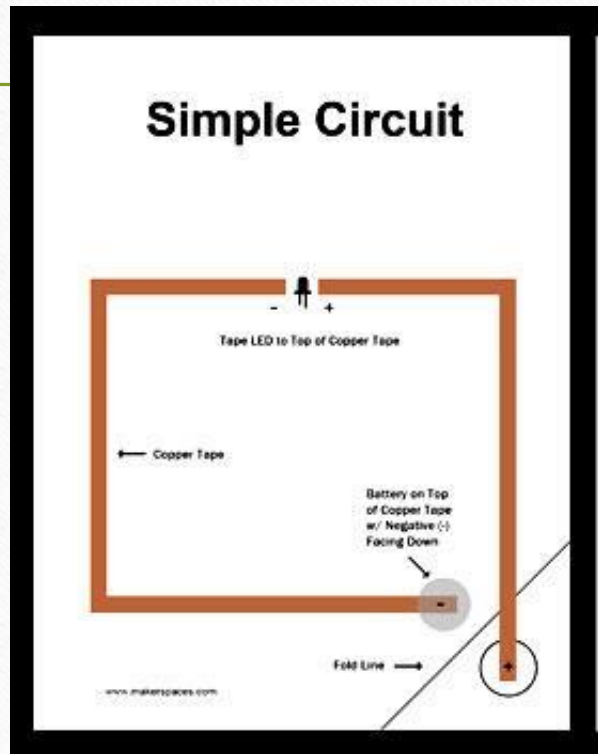 Simple Circuit
- +
Tape LED to Top of Copper Tape
Copper Tape
Battery on Top
of Copper Tape
w/ Negative (-)
Facing Down
-
Fold Line
+
www.makerspaces.com